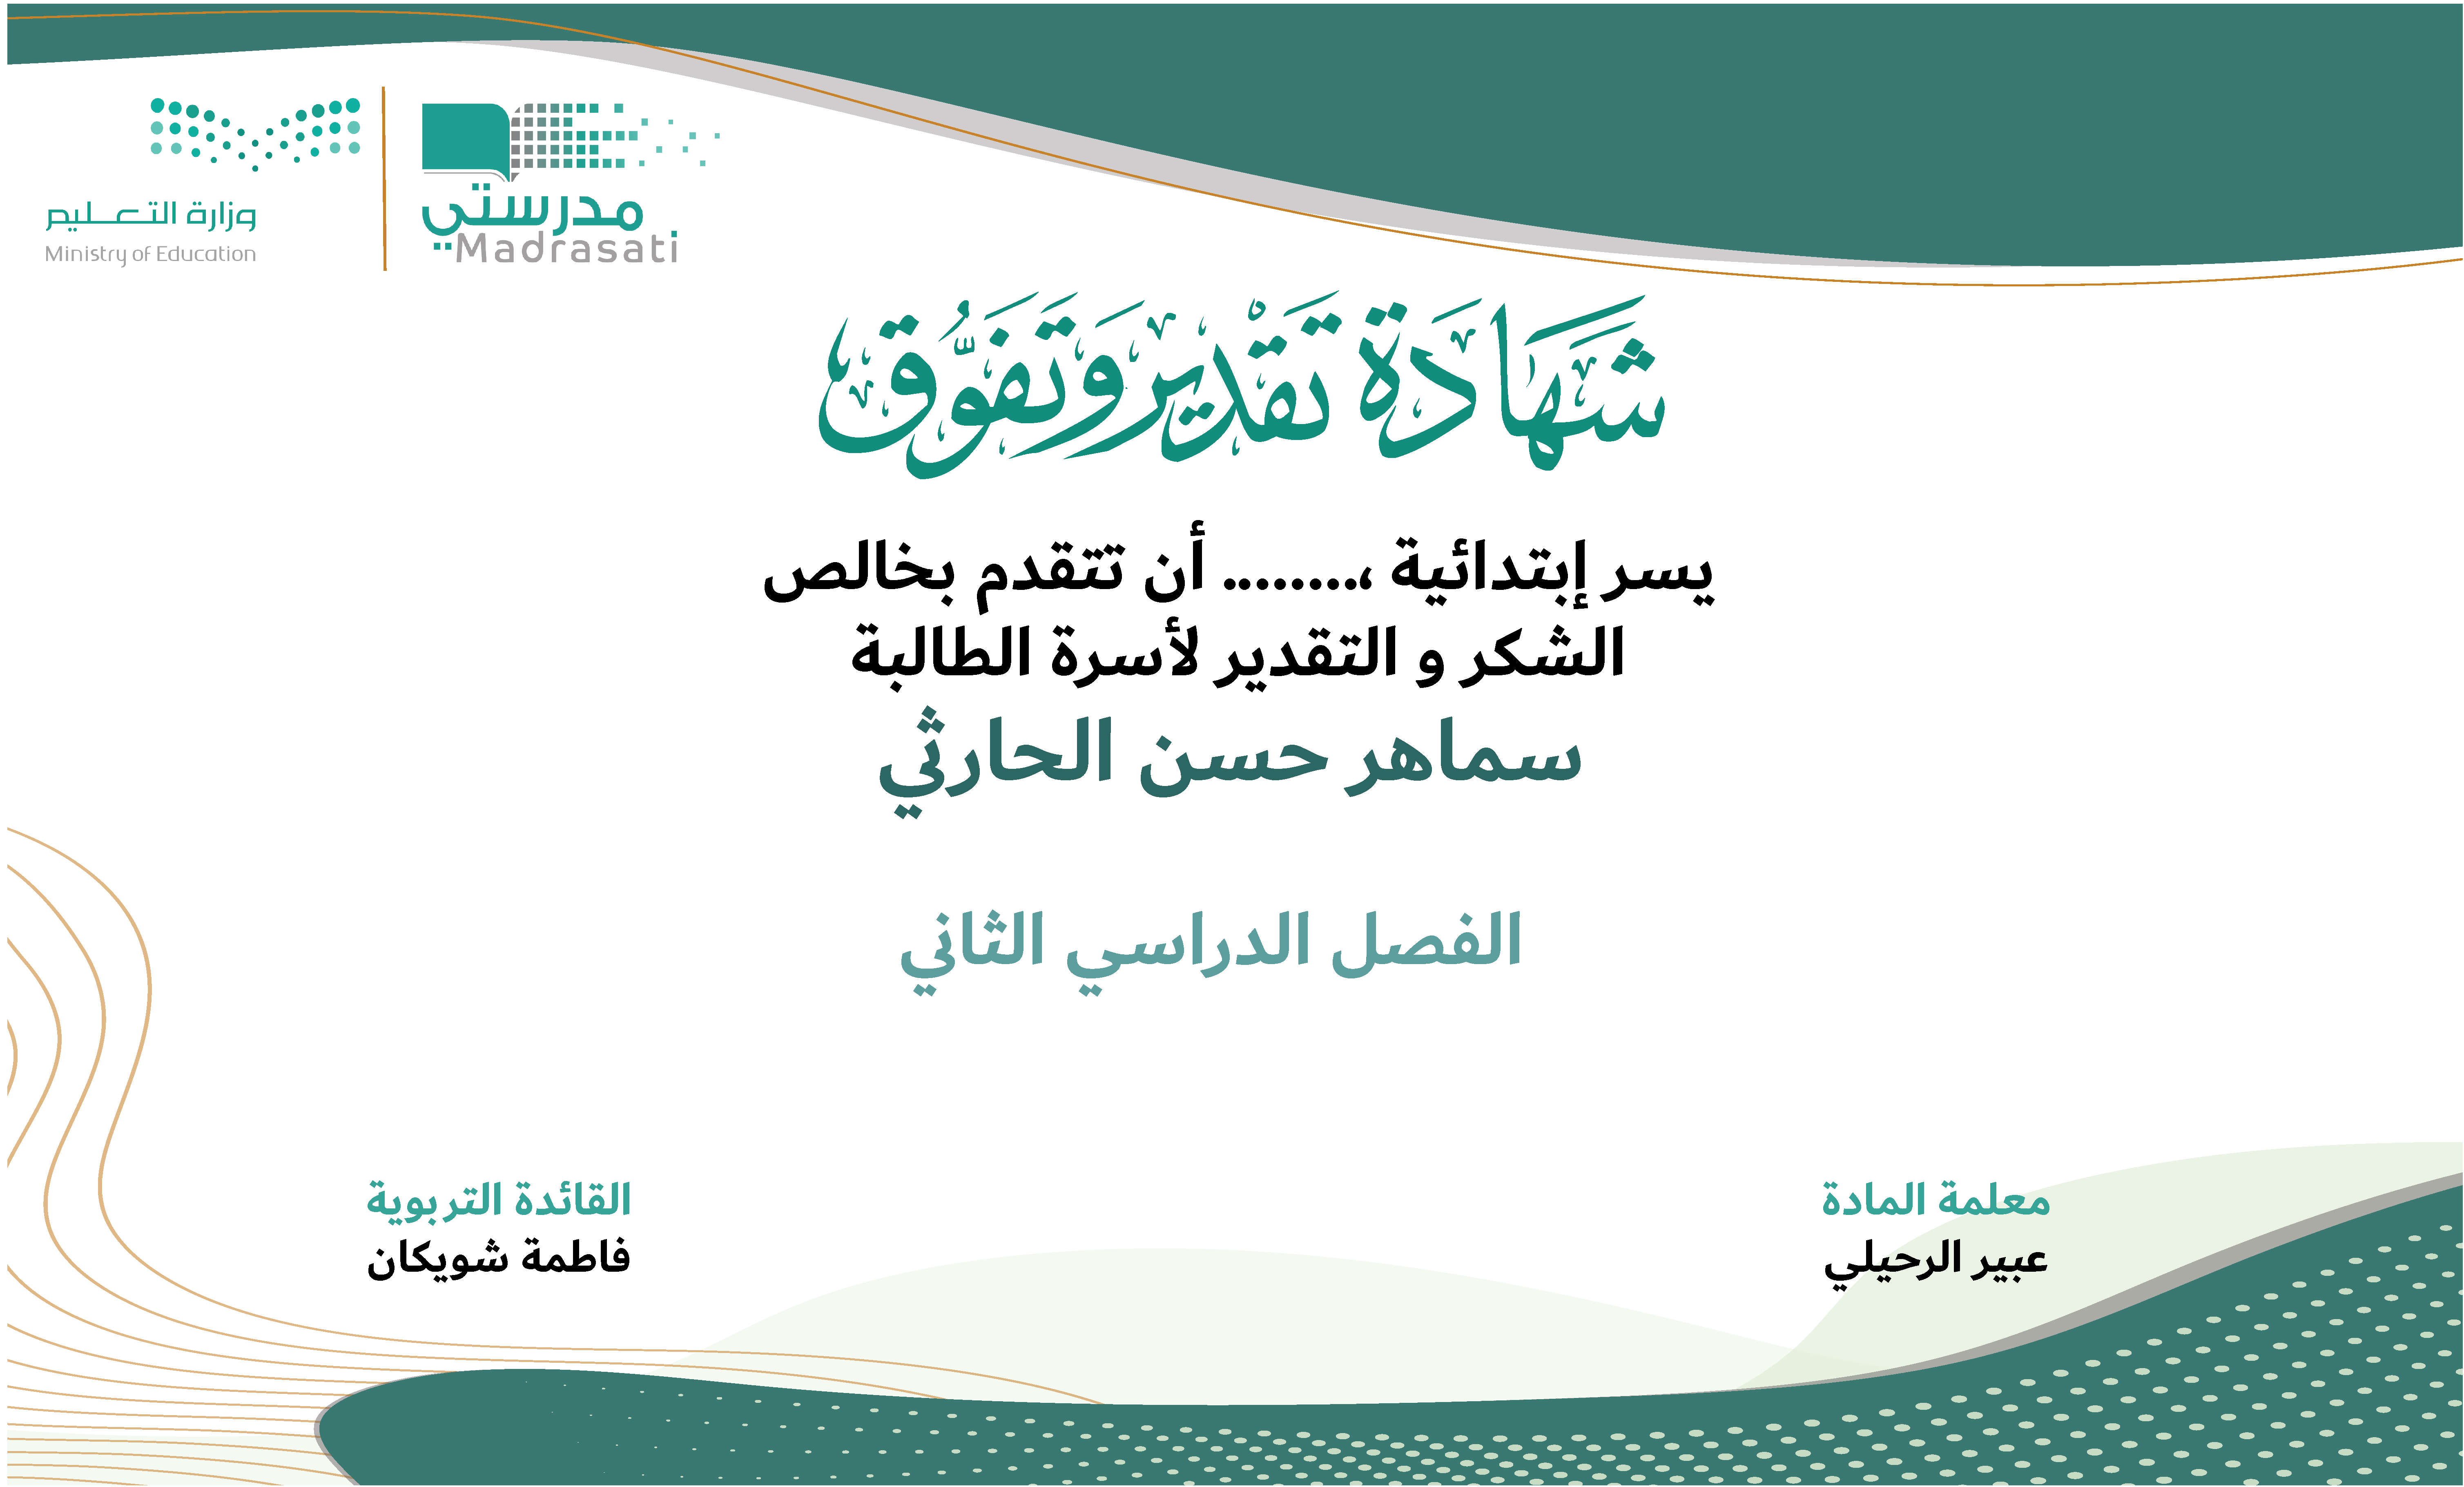 وزارة التعليم
Ministry of Education
مدرستي
Madrasati
شَهَادَة تَقْدِير وَتَفَوُّق
يسر إبتدائية ،........ أن تتقدم بخالص
الشكر و التقدير لأسرة الطالبة
سماهر حسن الحارثي
الفصل الدراسي الثاني
معلمة المادة
عبير الرحيلي
القائدة التربوية
فاطمة شويكان